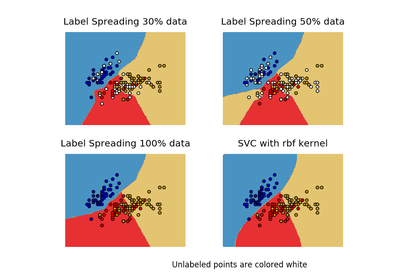 Label Spreading 30% data
Label Spreading 50% data
Label Spreading 100% data
SVC with rbf kernel
Unlabeled points are colored white